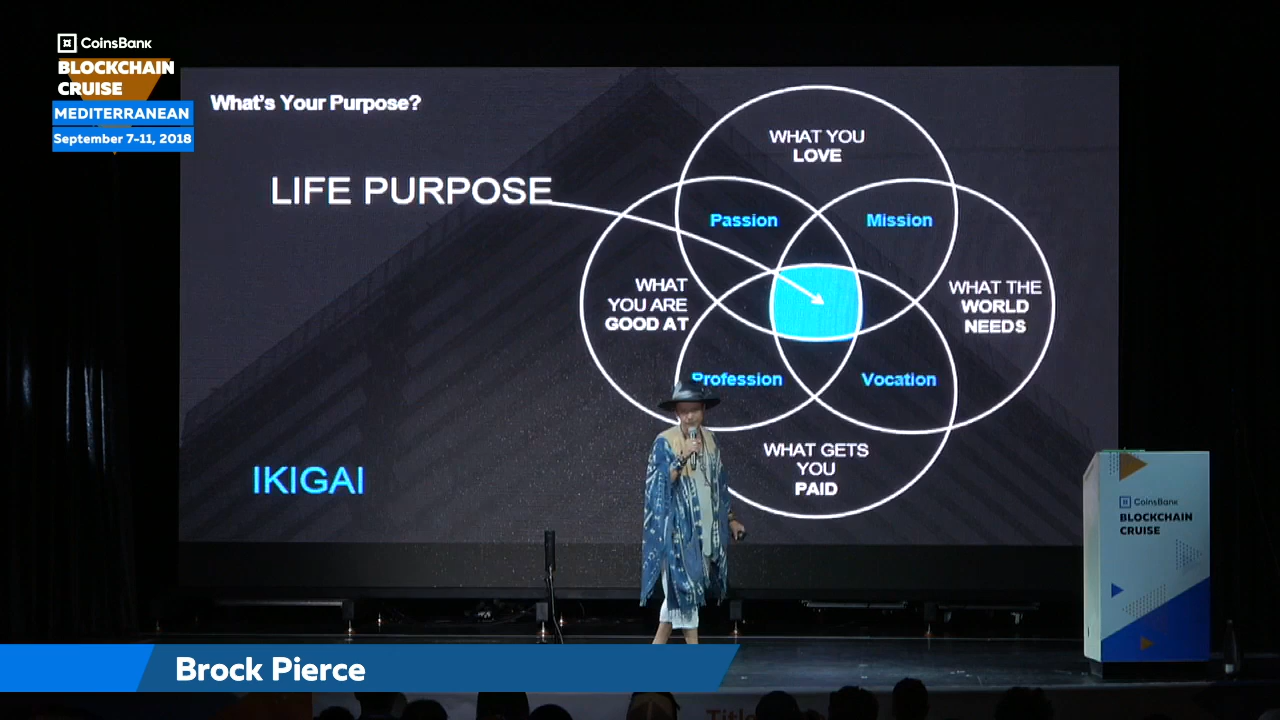 CoinsBank
BLOCKCHAIN
CRUISE
MEDITERRANEAN
September 7-11, 2018
What's Your Purpose?
LIFE PURPOSE
WHAT YOU
LOVE
Passion
Mission
WHAT
YOU ARE
GOOD AT
WHAT THE
WORLD
NEEDS
Profession
Vocation
WHAT GETS
YOU
PAID
IKIGAI
CoinsBank
BLOCKCHAIN
CRUISE
Brock Pierce
Title